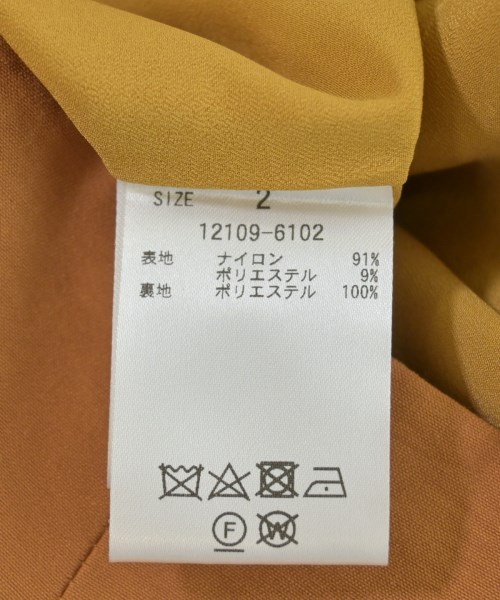 SIZE 2
12109-6102
表地 ナイロン 91%
ポリエステル 9%
裏地 ポリエステル 100%
F W